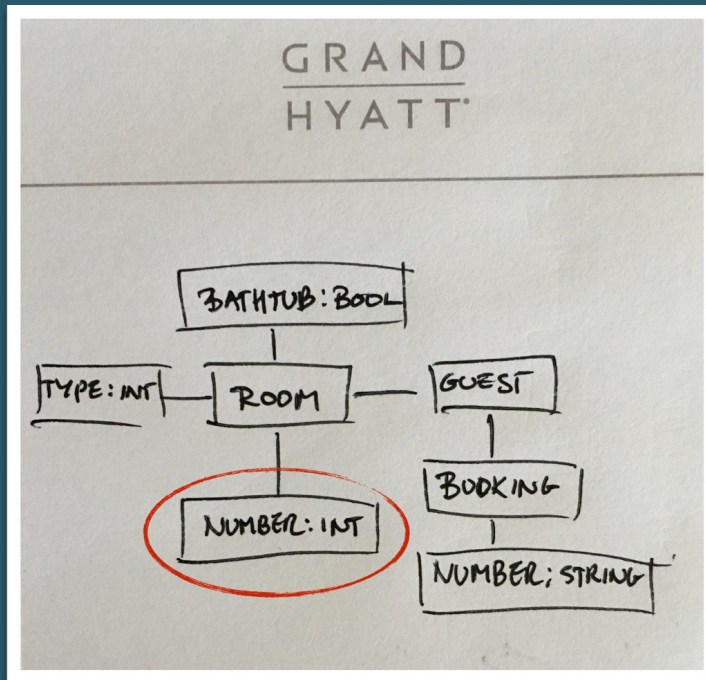 GRAND
HYATT
BATHTUB: BOOL
TYPE: INT
ROOM
GUEST
BOOKING
NUMBER: INT
NUMBER; STRING